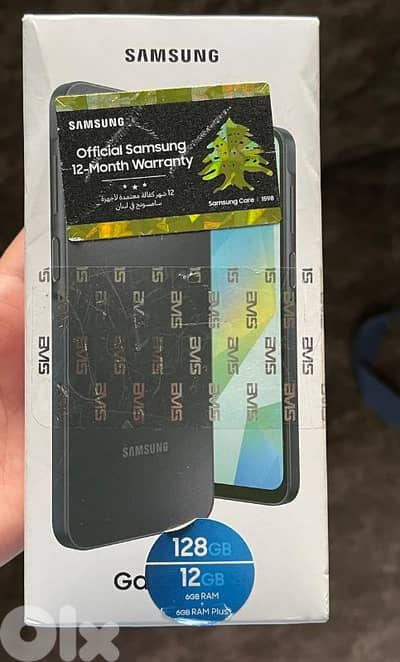 SAMSUNG
SAMSUNG
Official Samsung
12-Month Warranty
١٢ شهر كفالة معتمدة لأجهزة
سامسونج في لبنان
Samsung Care | 1598
SAMSUNG
128GB
12GB
6GB RAM
+
6GB RAM Plus
Ga
Olx